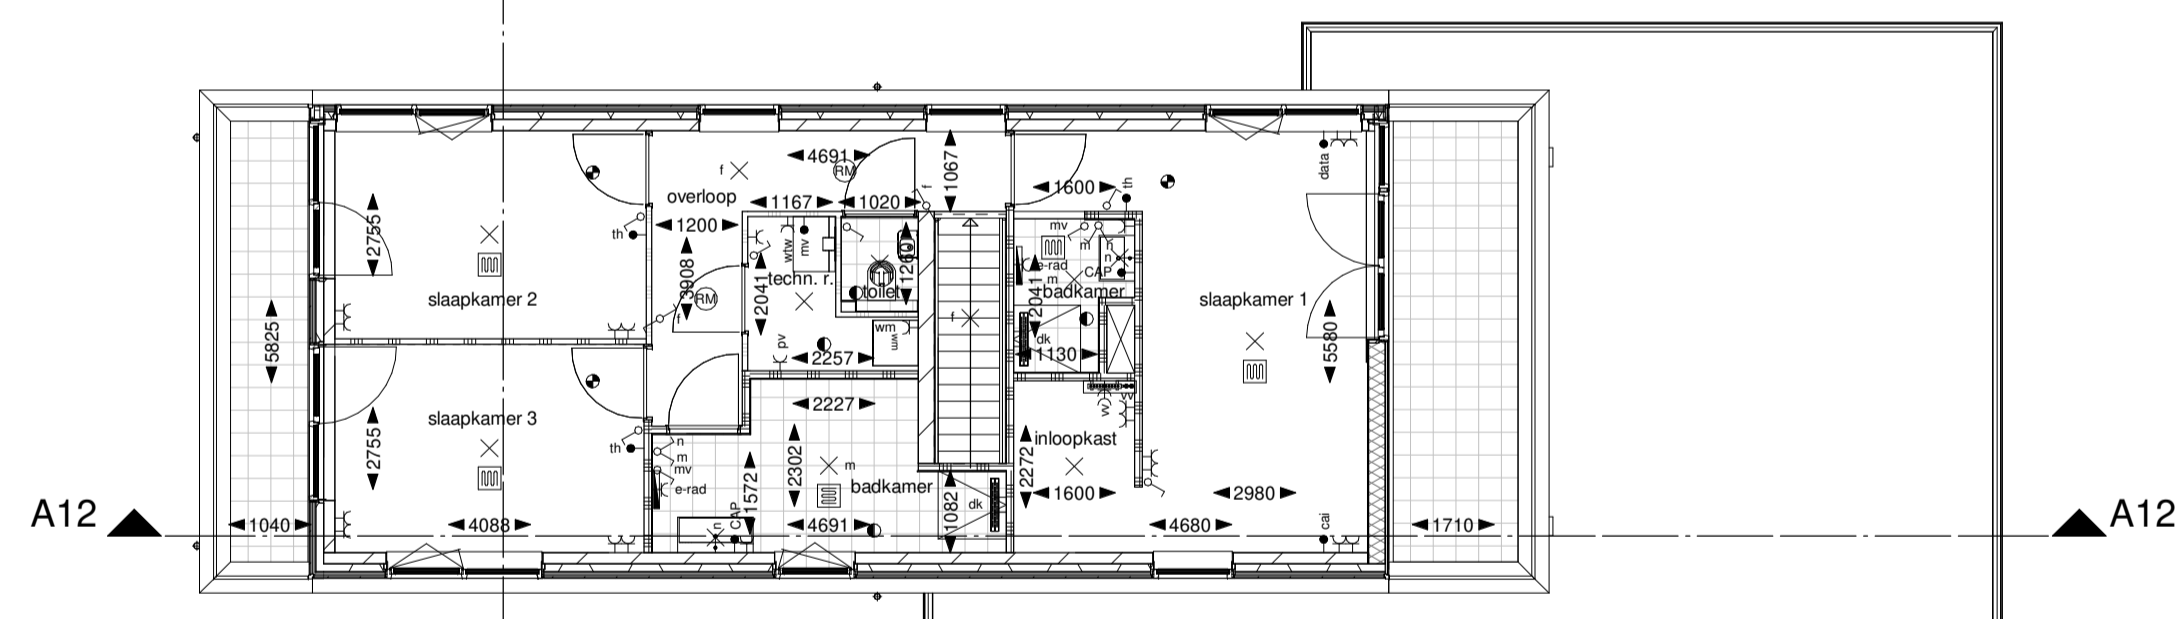 4691
RM
f
overloop
1167
1020
f
1067
1600
th
data
1200
2755
th
wtw
mv
1260
mv
m
n
n
e-rad
m
CAP
techn. r.
toilet
badkamer
slaapkamer 2
slaapkamer 1
3908
RM
f
2041
2041
f
wm
wm
pv
2257
dk
1130
5825
5580
2227
w
slaapkamer 3
2755
th
n
m
mv
e-rad
2302
m
badkamer
inloopkast
2272
1600
2980
1572
CAP
n
1082
dk
A12
1040
4088
4691
4680
cai
1710
A12